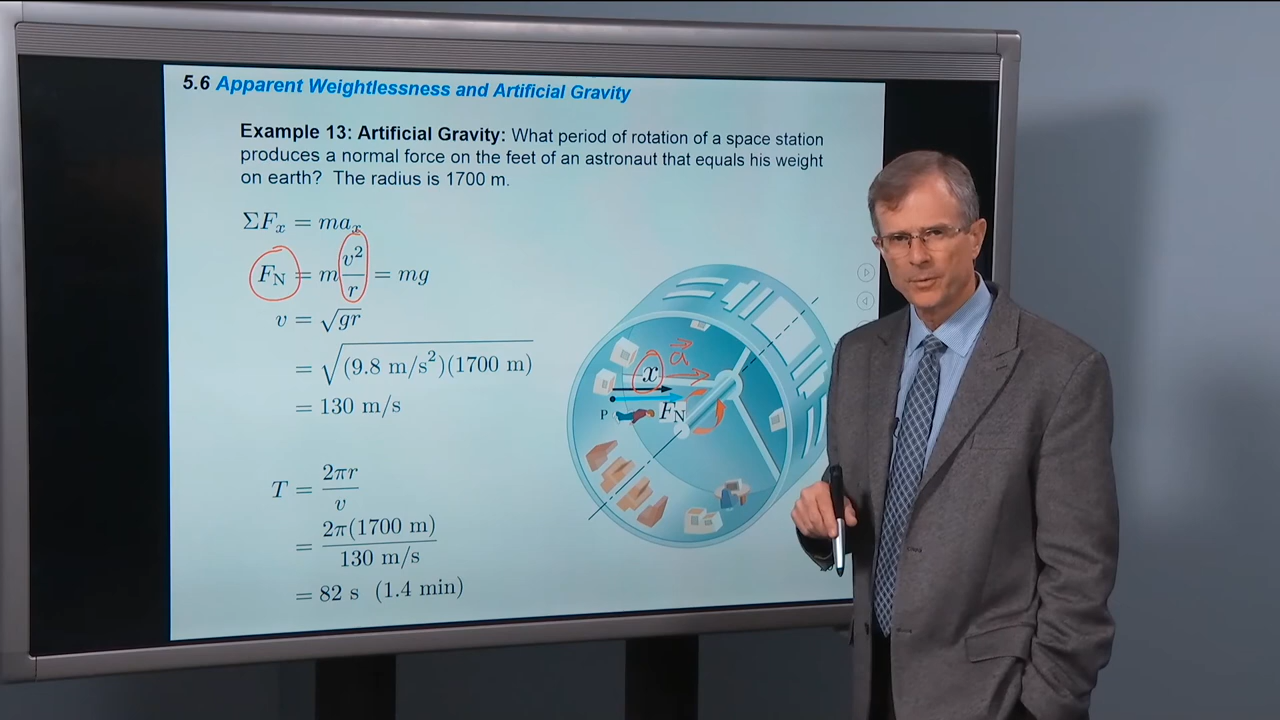 5.6 Apparent Weightlessness and Artificial Gravity
Example 13: Artificial Gravity: What period of rotation of a space station
produces a normal force on the feet of an astronaut that equals his weight
on earth? The radius is 1700 m.
ΣFₓ = maₓ
F_N = m v²/r = mg
v = √gr
= √(9.8 m/s²)(1700 m)
= 130 m/s
T = 2πr/v
= 2π(1700 m)/130 m/s
= 82 s (1.4 min)
a⃗
x
P
F_N